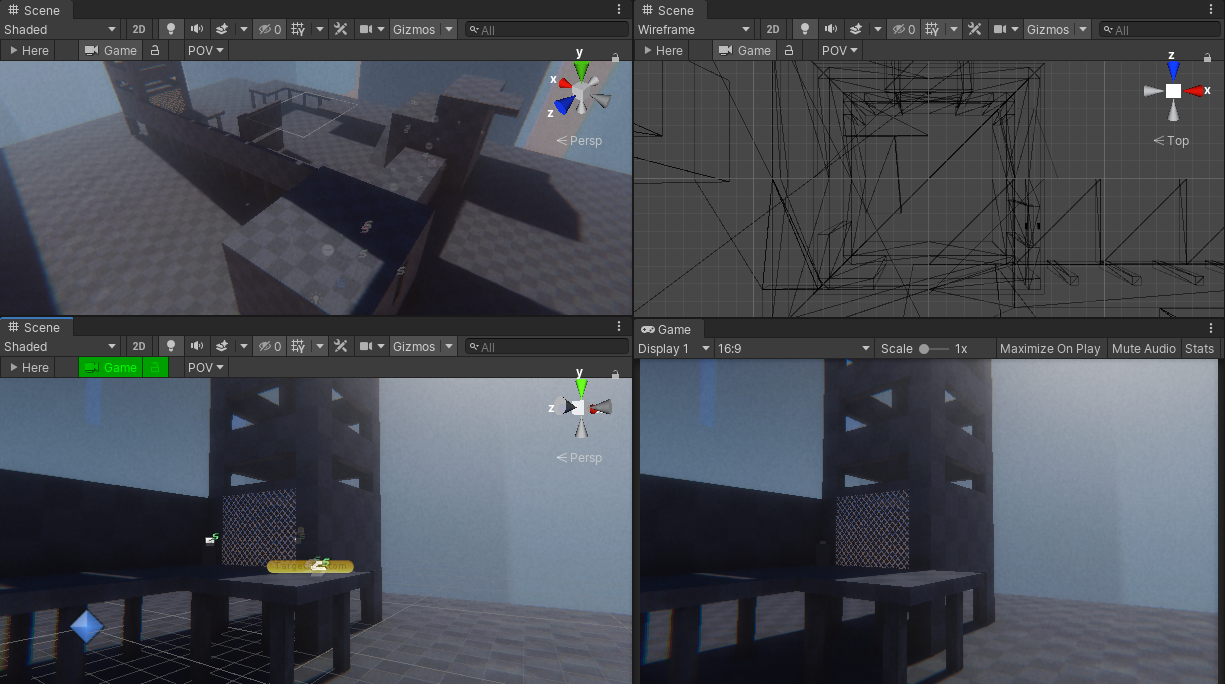 Scene
Shaded 2D 0 Gizmos All
Here Game POV
y
x
z
Persp
Scene
Wireframe 2D 0 Gizmos All
Here Game POV
z
x
Top
Scene
Shaded 2D 0 Gizmos All
Here Game POV
y
z
Persp
Game
Display 1 16:9 Scale 1x Maximize On Play Mute Audio Stats